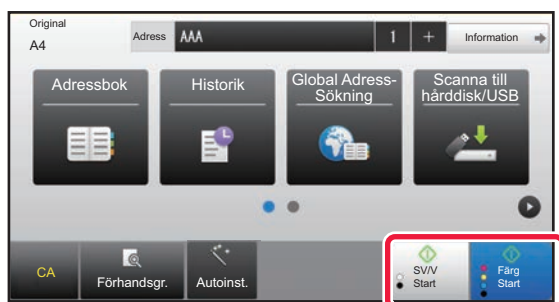 Original
A4
Adress AAA 1 + Information
Adressbok
Historik
Global Adress-
Sökning
Scanna till
hårddisk/USB
CA
Förhandsgr.
Autoinst.
SV/V
Start
Färg
Start